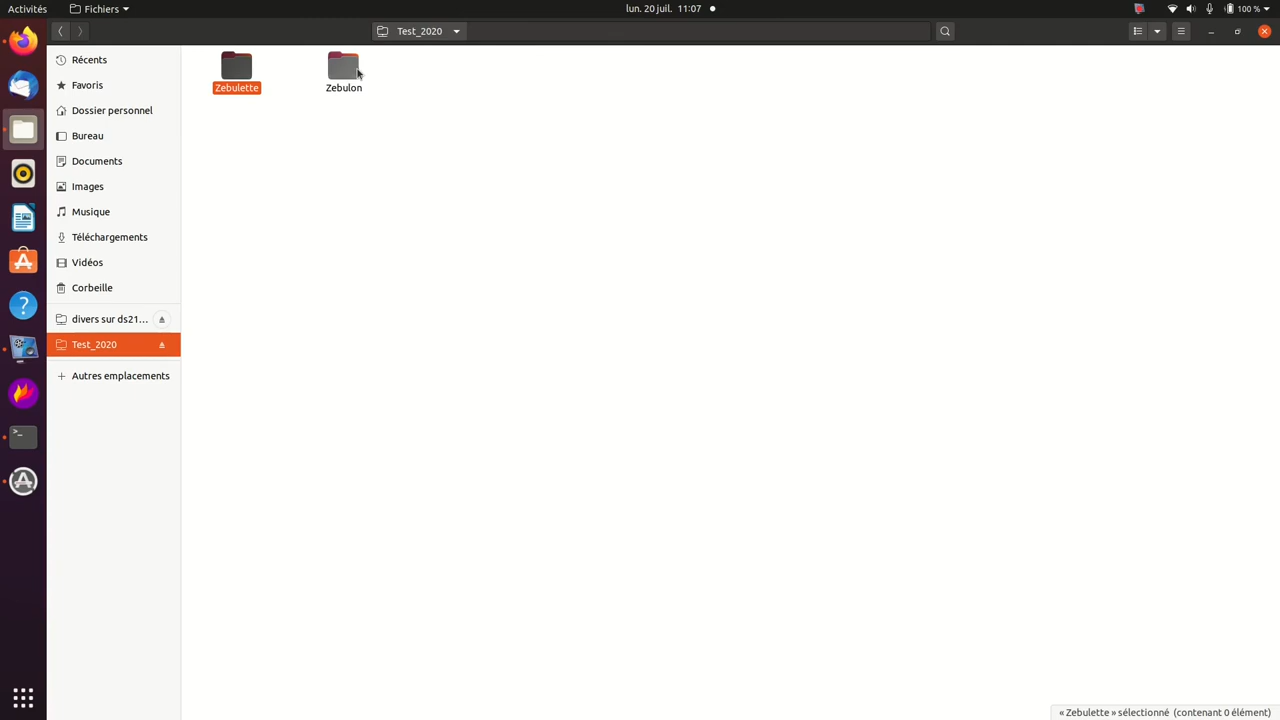 Activités
Fichiers
lun. 20 juil. 11:07
100 %
Test_2020
Récents
Favoris
Dossier personnel
Bureau
Documents
Images
Musique
Téléchargements
Vidéos
Corbeille
divers sur ds21…
Test_2020
Autres emplacements
Zebulette
Zebulon
« Zebulette » sélectionné (contenant 0 élément)